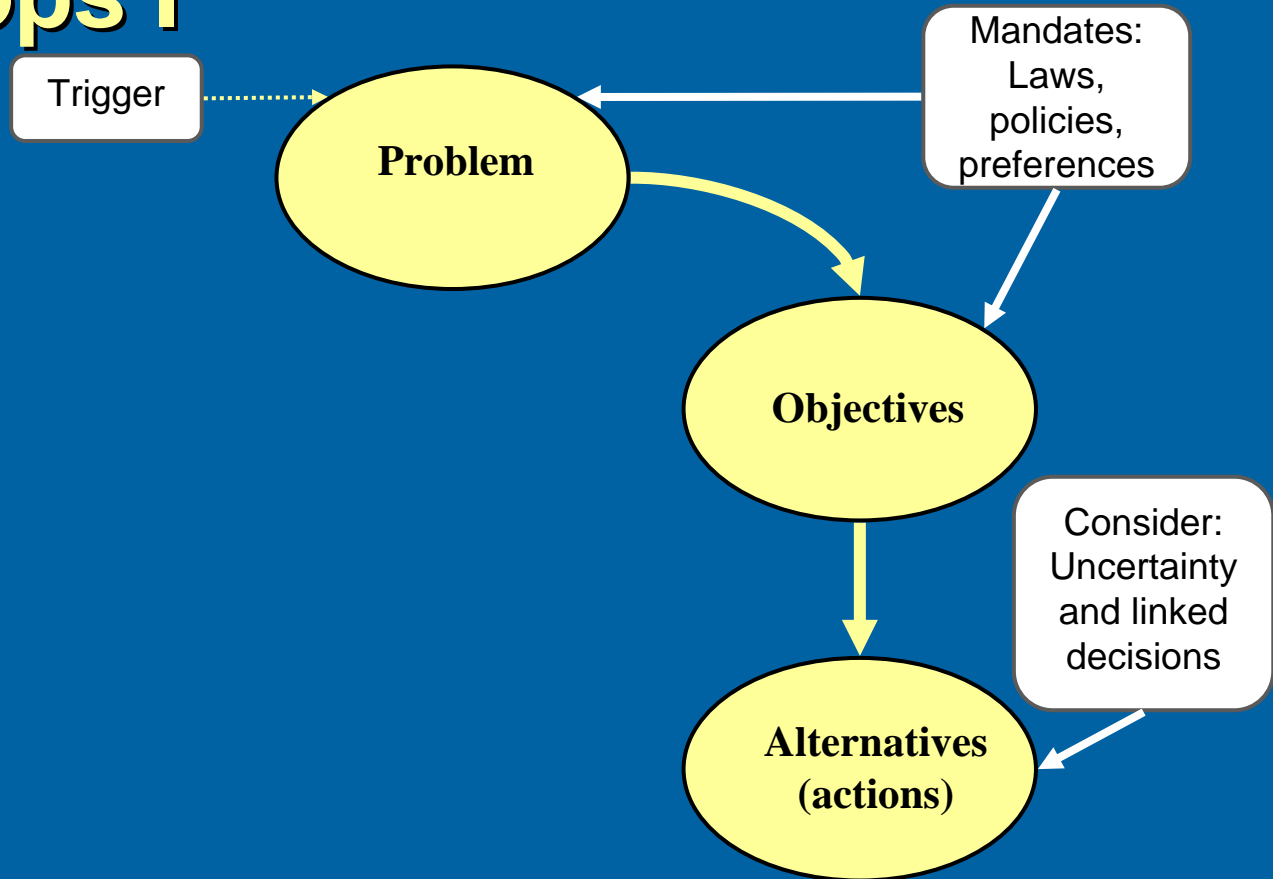 Trigger
Mandates:
Laws,
policies,
preferences
Problem
Objectives
Consider:
Uncertainty
and linked
decisions
Alternatives
(actions)